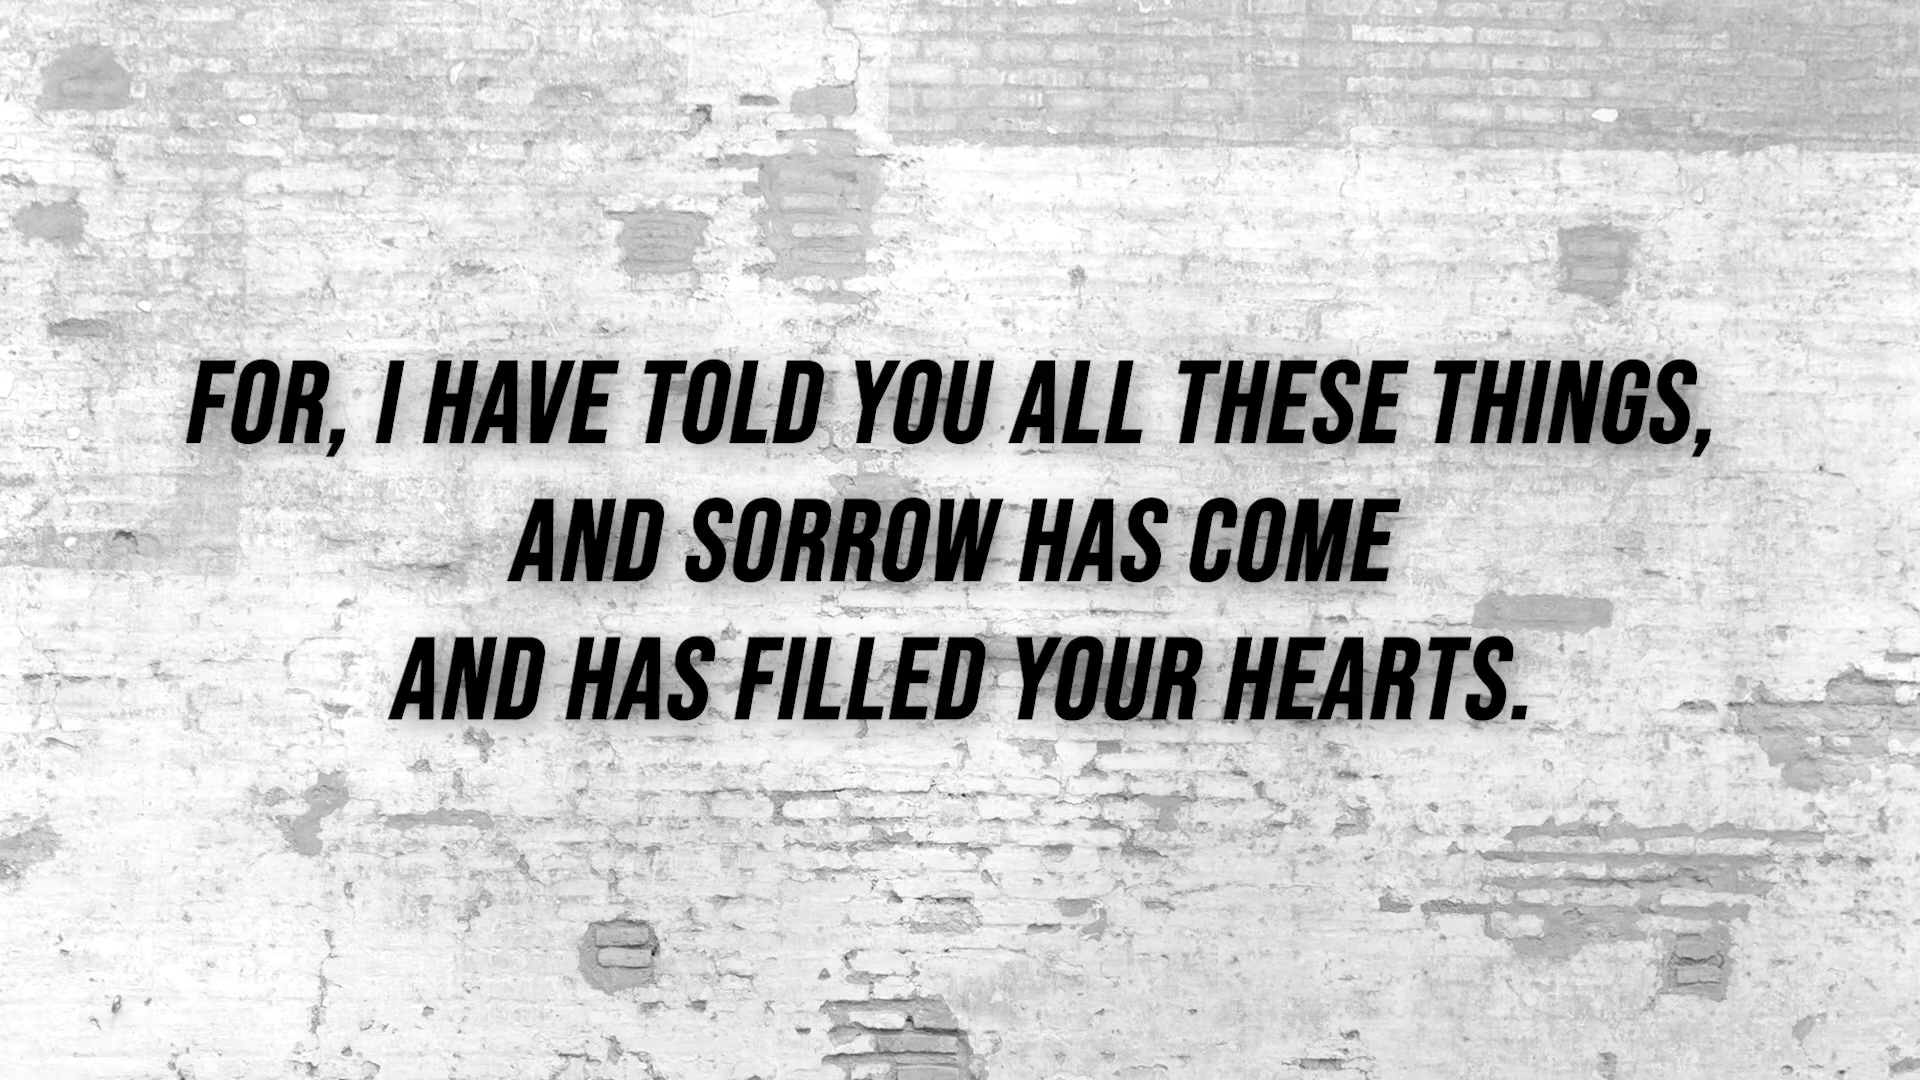 FOR, I HAVE TOLD YOU ALL THESE THINGS,
AND SORROW HAS COME
AND HAS FILLED YOUR HEARTS.